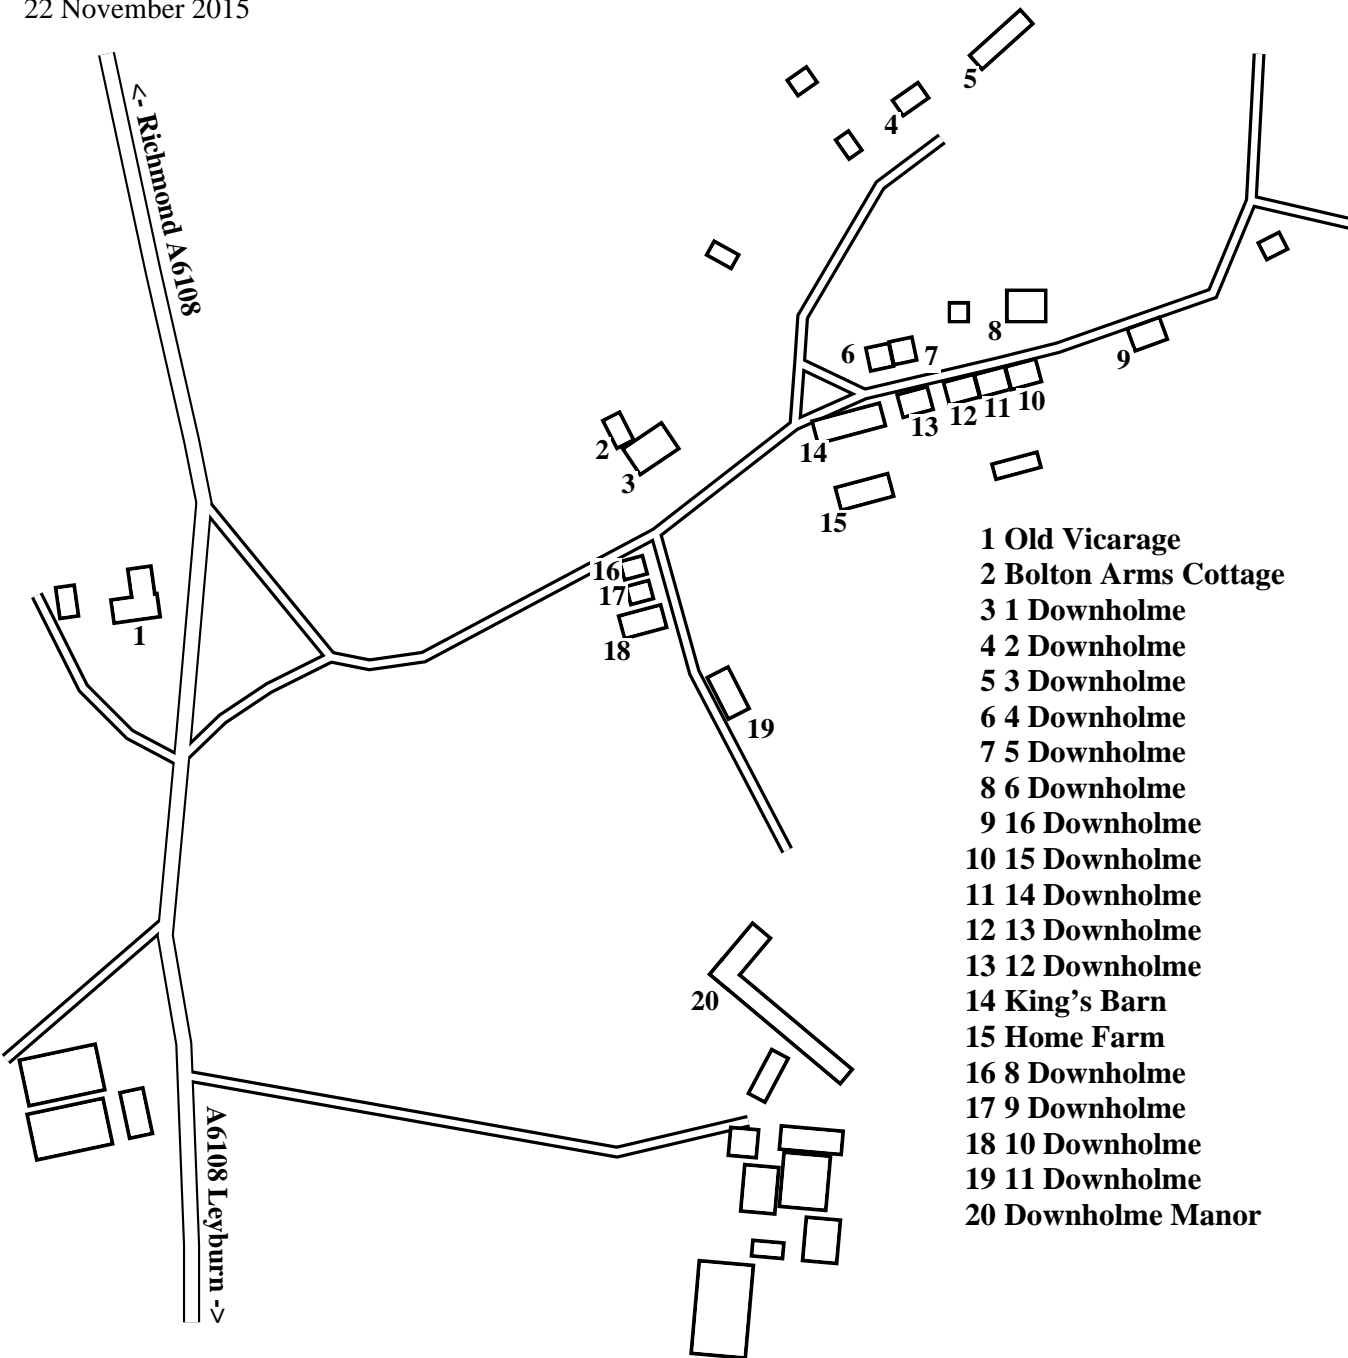 22 November 2015
<- Richmond A6108
5
4
8
6
7
9
10
11
12
13
14
2
3
15
16
17
18
1
19
20
A6108 Leyburn ->
1 Old Vicarage
2 Bolton Arms Cottage
3 1 Downholme
4 2 Downholme
5 3 Downholme
6 4 Downholme
7 5 Downholme
8 6 Downholme
9 16 Downholme
10 15 Downholme
11 14 Downholme
12 13 Downholme
13 12 Downholme
14 King's Barn
15 Home Farm
16 8 Downholme
17 9 Downholme
18 10 Downholme
19 11 Downholme
20 Downholme Manor